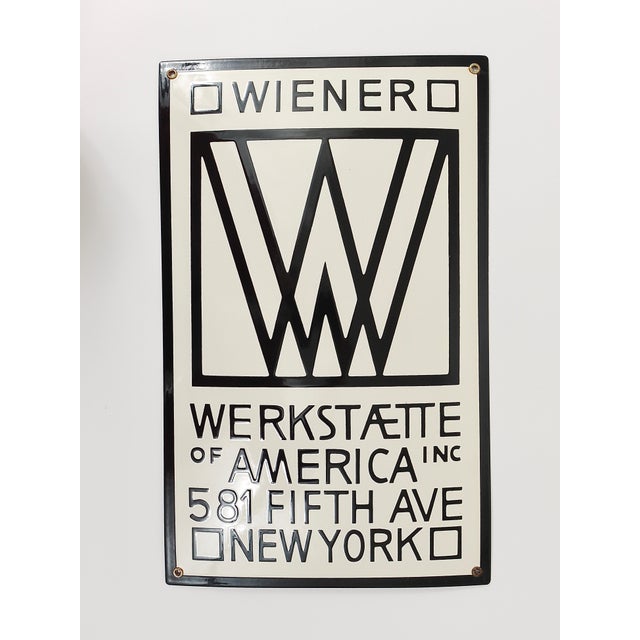 □ WIENER □
W
WERKSTÆTTE
OF AMERICA INC
581 FIFTH AVE
□ NEW YORK □